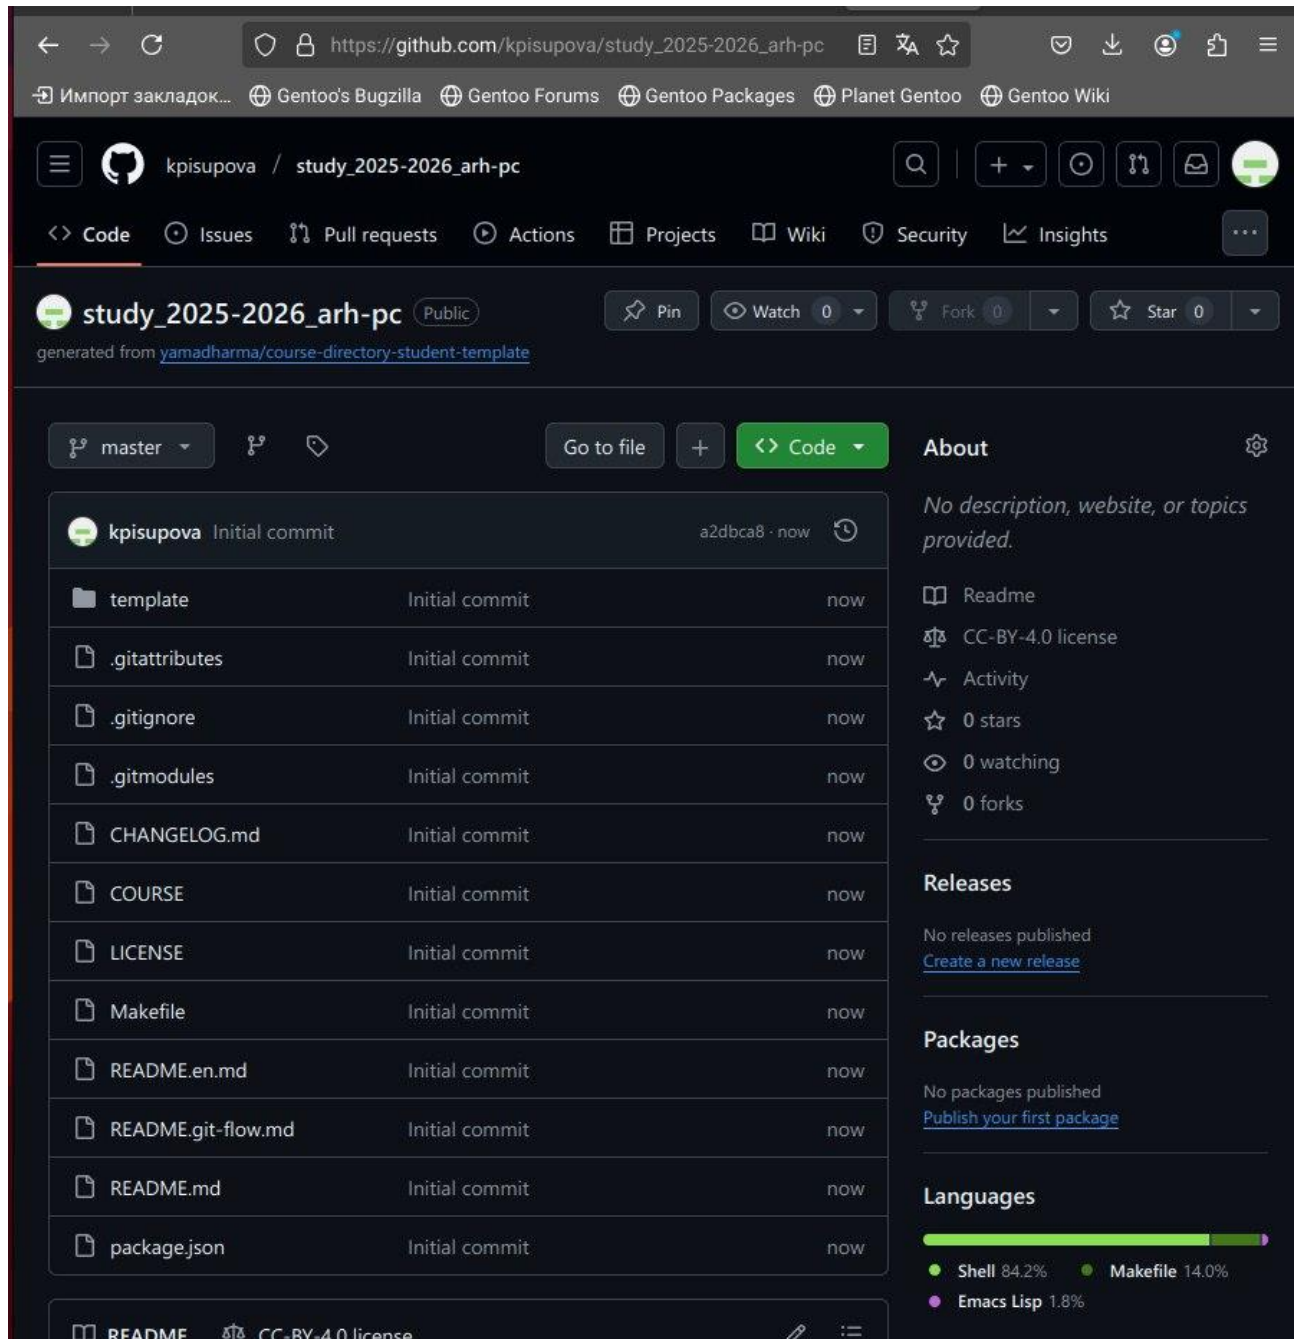 https://github.com/kpisupova/study_2025-2026_arh-pc
Импорт закладок... Gentoo's Bugzilla Gentoo Forums Gentoo Packages Planet Gentoo Gentoo Wiki
kpisupova / study_2025-2026_arh-pc
Code Issues Pull requests Actions Projects Wiki Security Insights
study_2025-2026_arh-pc Public Pin Watch 0 Fork 0 Star 0
generated from yamadharma/course-directory-student-template
master Go to file Code
kpisupova Initial commit a2dbca8 · now
template Initial commit now
.gitattributes Initial commit now
.gitignore Initial commit now
.gitmodules Initial commit now
CHANGELOG.md Initial commit now
COURSE Initial commit now
LICENSE Initial commit now
Makefile Initial commit now
README.en.md Initial commit now
README.git-flow.md Initial commit now
README.md Initial commit now
package.json Initial commit now
README CC-BY-4.0 license
About
No description, website, or topics
provided.
Readme
CC-BY-4.0 license
Activity
0 stars
0 watching
0 forks
Releases
No releases published
Create a new release
Packages
No packages published
Publish your first package
Languages
Shell 84.2% Makefile 14.0%
Emacs Lisp 1.8%